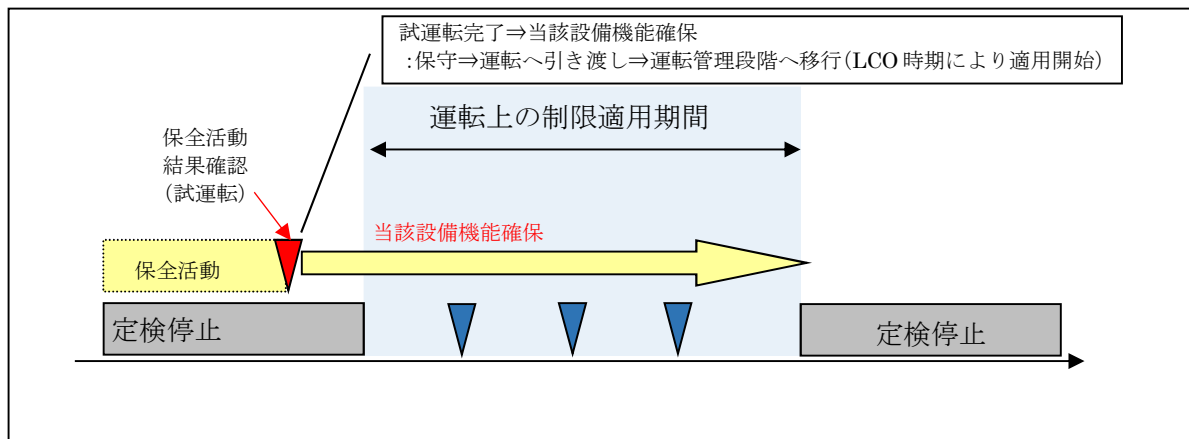 試運転完了⇒当該設備機能確保
:保守⇒運転へ引き渡し⇒運転管理段階へ移行(LCO 時期により適用開始)
運転上の制限適用期間
保全活動
結果確認
(試運転)
当該設備機能確保
保全活動
定検停止
定検停止